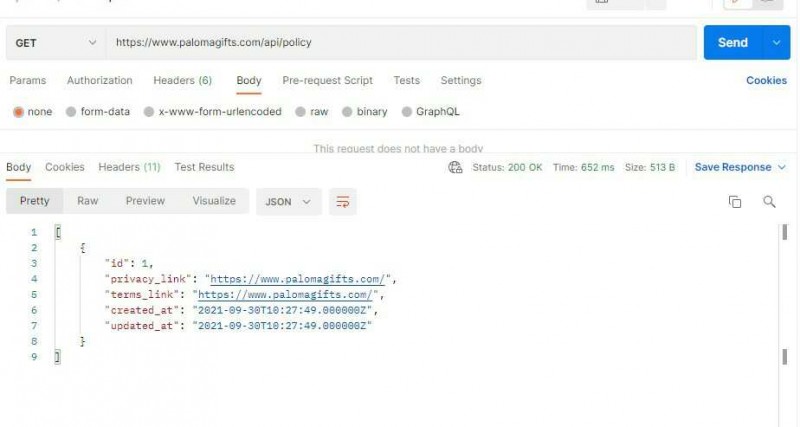 GET
https://www.palomagifts.com/api/policy
Send
Params Authorization Headers (6) Body Pre-request Script Tests Settings Cookies
none form-data x-www-form-urlencoded raw binary GraphQL
This request does not have a body
Body Cookies Headers (11) Test Results Status: 200 OK Time: 652 ms Size: 513 B Save Response
Pretty Raw Preview Visualize JSON
1 [
2 {
3 "id": 1,
4 "privacy_link": "https://www.palomagifts.com/",
5 "terms_link": "https://www.palomagifts.com/",
6 "created_at": "2021-09-30T10:27:49.000000Z",
7 "updated_at": "2021-09-30T10:27:49.000000Z"
8 }
9 ]